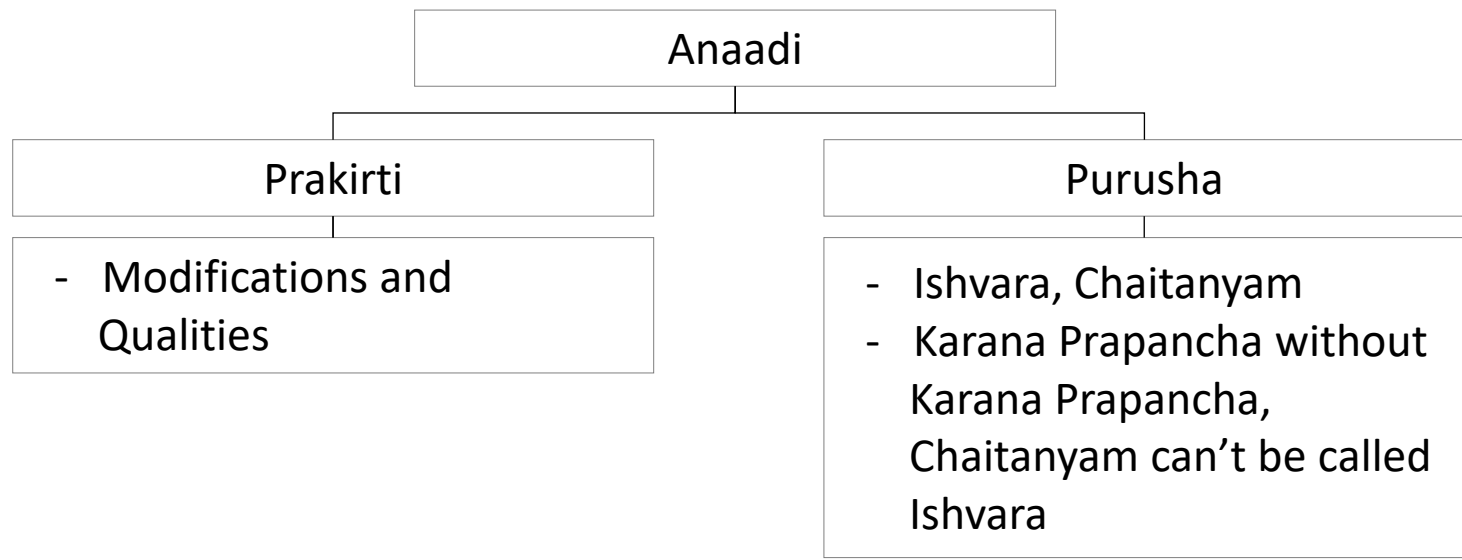 Anaadi
Prakirti
Purusha
- Modifications and
Qualities
- Ishvara, Chaitanyam
- Karana Prapancha without
Karana Prapancha,
Chaitanyam can’t be called
Ishvara